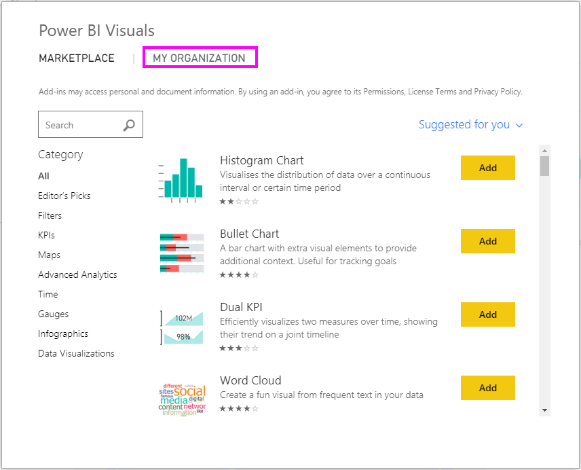 Power BI Visuals
MARKETPLACE | MY ORGANIZATION
Add-ins may access personal and document information. By using an add-in, you agree to its Permissions, License Terms and Privacy Policy.
Search
Suggested for you
Category
All
Editor's Picks
Filters
KPIs
Maps
Advanced Analytics
Time
Gauges
Infographics
Data Visualizations
Histogram Chart
Visualises the distribution of data over a continuous
interval or certain time period
★★☆☆☆
Add
Bullet Chart
A bar chart with extra visual elements to provide
additional context. Useful for tracking goals
★★★★☆
Add
102M
98%
Dual KPI
Efficiently visualizes two measures over time, showing
their trend on a joint timeline
★★★☆☆
Add
different
sites social
media digital
content networ
information
Word Cloud
Create a fun visual from frequent text in your data
★★★★☆
Add